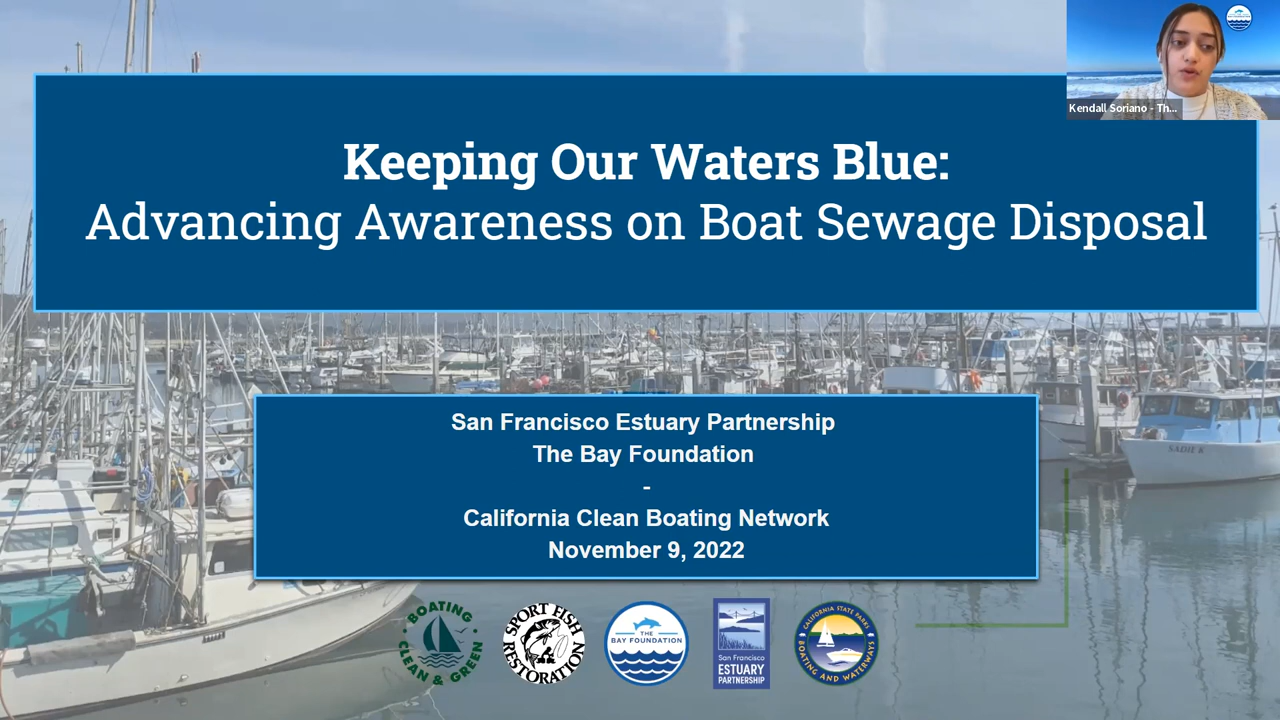 Kendall Soriano - Th...
Keeping Our Waters Blue:
Advancing Awareness on Boat Sewage Disposal
San Francisco Estuary Partnership
The Bay Foundation
-
California Clean Boating Network
November 9, 2022
SADIE K
BOATING
CLEAN & GREEN
SPORT FISH
RESTORATION
THE
BAY FOUNDATION
San Francisco
ESTUARY
PARTNERSHIP
CALIFORNIA STATE PARKS
BOATING AND WATERWAYS